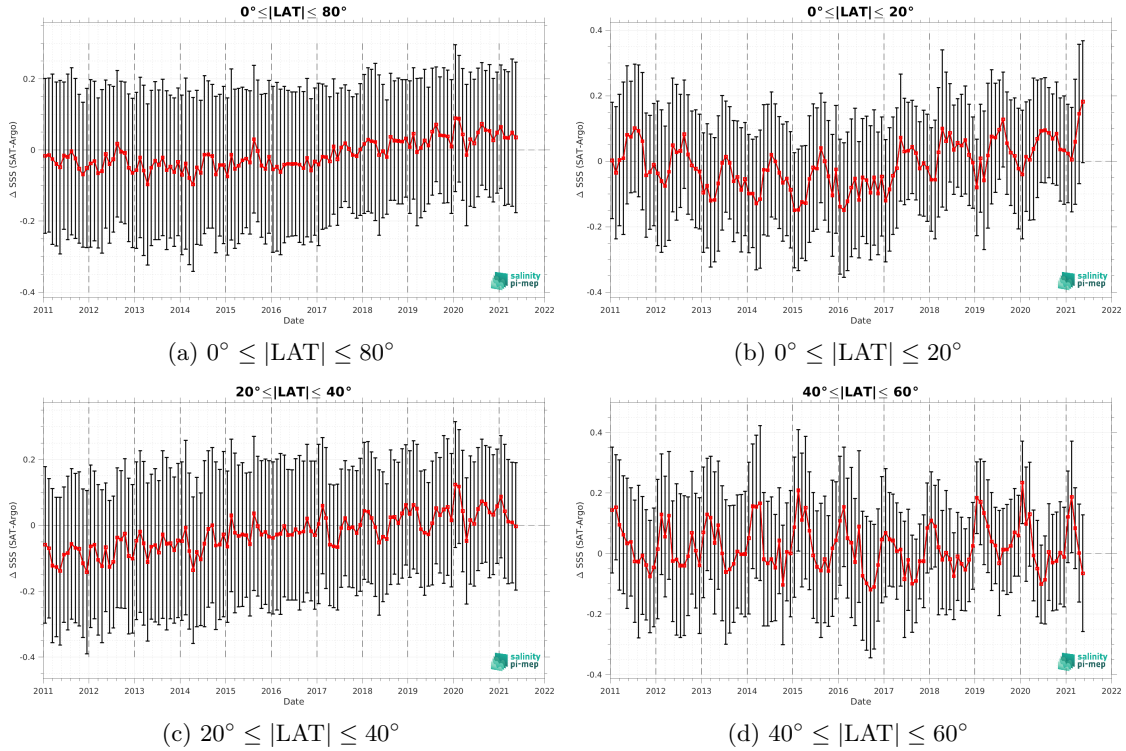 0°≤|LAT|≤ 80°
Δ SSS (SAT-Argo)
0.2
0
-0.2
-0.4
2011 2012 2013 2014 2015 2016 2017 2018 2019 2020 2021 2022
Date
salinity
pi-mep
(a) 0° ≤ |LAT| ≤ 80°
0°≤|LAT|≤ 20°
Δ SSS (SAT-Argo)
0.4
0.2
0
-0.2
-0.4
2011 2012 2013 2014 2015 2016 2017 2018 2019 2020 2021 2022
Date
salinity
pi-mep
(b) 0° ≤ |LAT| ≤ 20°
20°≤|LAT|≤ 40°
Δ SSS (SAT-Argo)
0.4
0.2
0
-0.2
-0.4
2011 2012 2013 2014 2015 2016 2017 2018 2019 2020 2021 2022
Date
salinity
pi-mep
(c) 20° ≤ |LAT| ≤ 40°
40°≤|LAT|≤ 60°
Δ SSS (SAT-Argo)
0.4
0.2
0
-0.2
-0.4
2011 2012 2013 2014 2015 2016 2017 2018 2019 2020 2021 2022
Date
salinity
pi-mep
(d) 40° ≤ |LAT| ≤ 60°